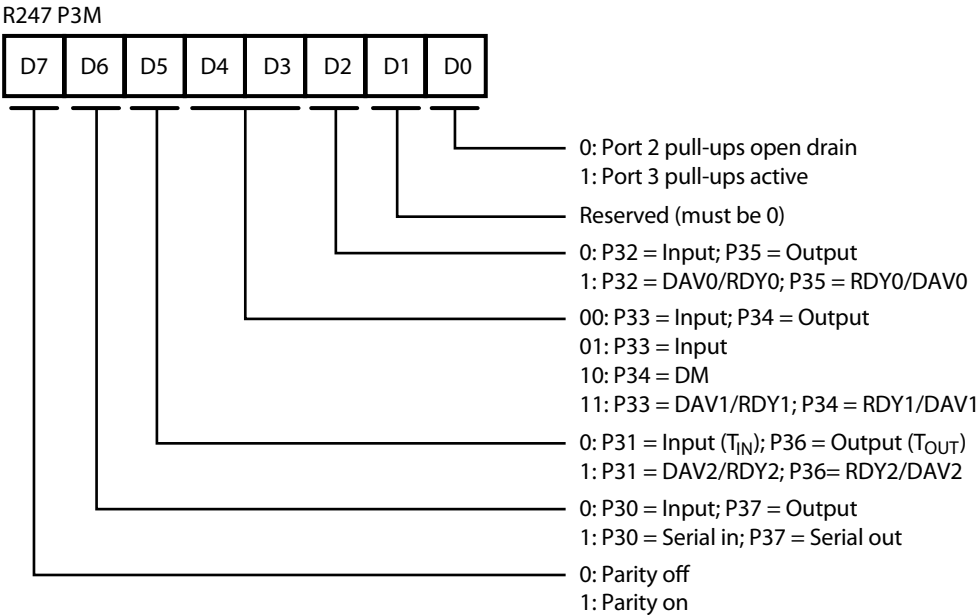 R247 P3M
D7 D6 D5 D4 D3 D2 D1 D0
0: Port 2 pull-ups open drain
1: Port 3 pull-ups active
Reserved (must be 0)
0: P32 = Input; P35 = Output
1: P32 = DAV0/RDY0; P35 = RDY0/DAV0
00: P33 = Input; P34 = Output
01: P33 = Input
10: P34 = DM
11: P33 = DAV1/RDY1; P34 = RDY1/DAV1
0: P31 = Input (TIN); P36 = Output (TOUT)
1: P31 = DAV2/RDY2; P36= RDY2/DAV2
0: P30 = Input; P37 = Output
1: P30 = Serial in; P37 = Serial out
0: Parity off
1: Parity on